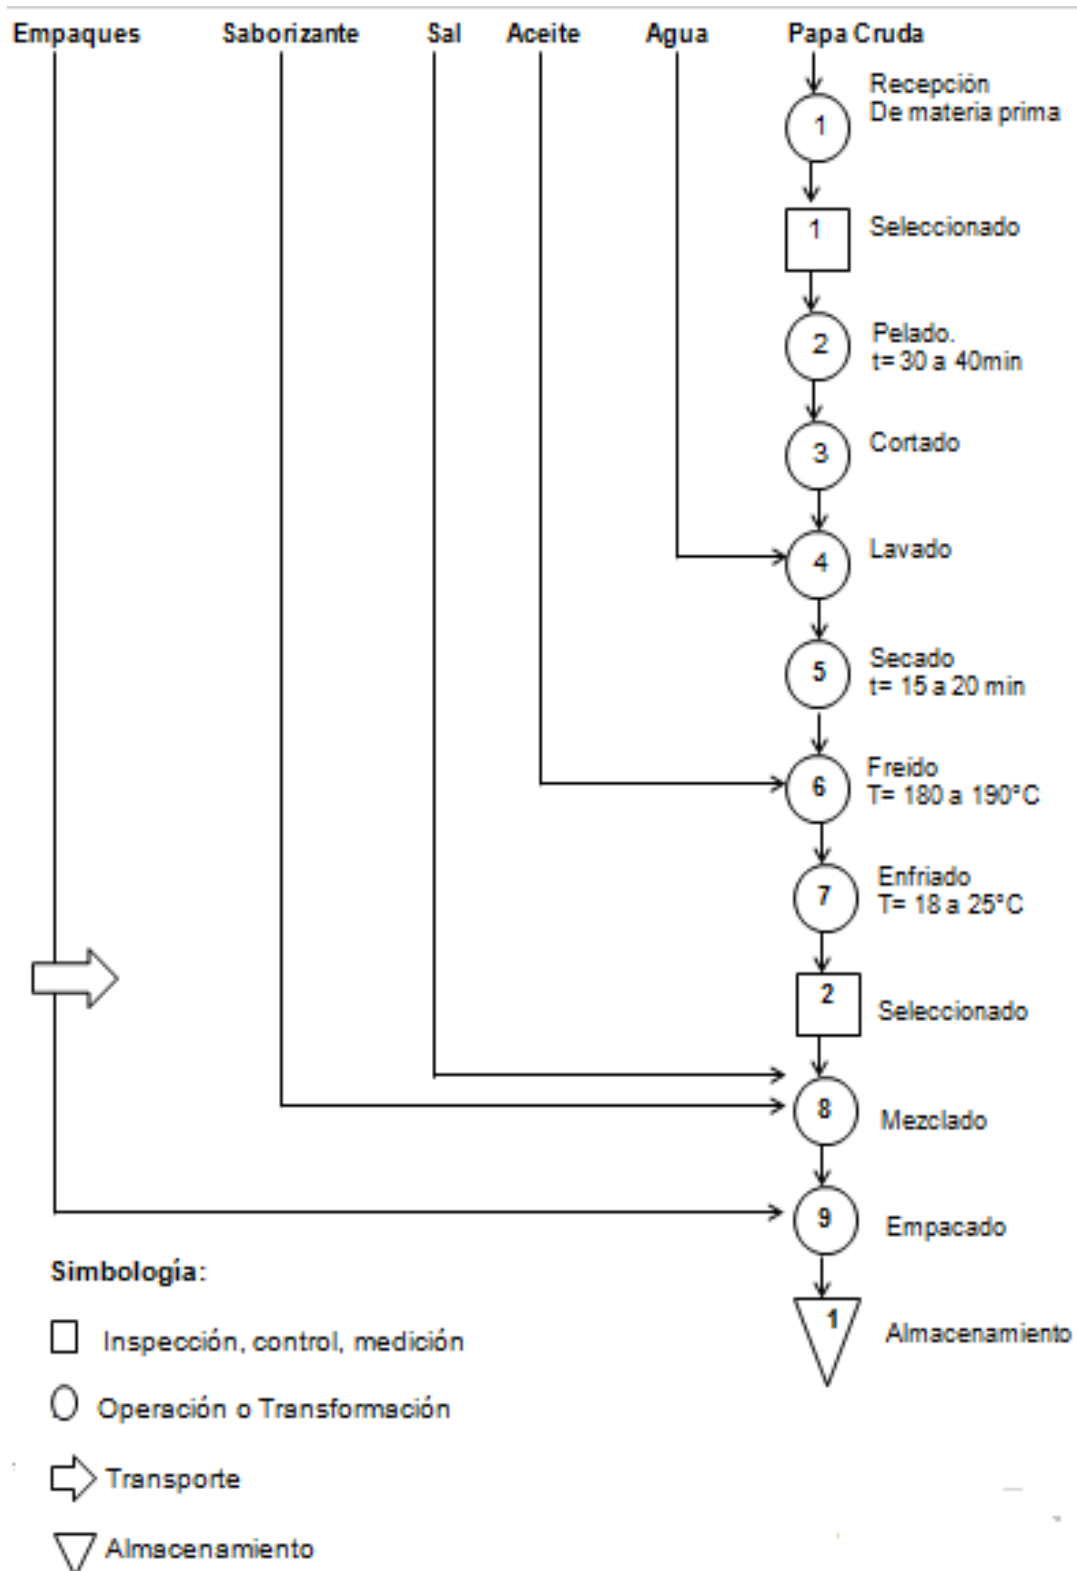 Empaques Saborizante Sal Aceite Agua Papa Cruda
Recepción
De materia prima
1
1 Seleccionado
2 Pelado.
t= 30 a 40min
3 Cortado
4 Lavado
5 Secado
t= 15 a 20 min
6 Freido
T= 180 a 190°C
7 Enfriado
T= 18 a 25°C
2 Seleccionado
8 Mezclado
9 Empacado
1 Almacenamiento
Simbología:
Inspección, control, medición
Operación o Transformación
Transporte
Almacenamiento